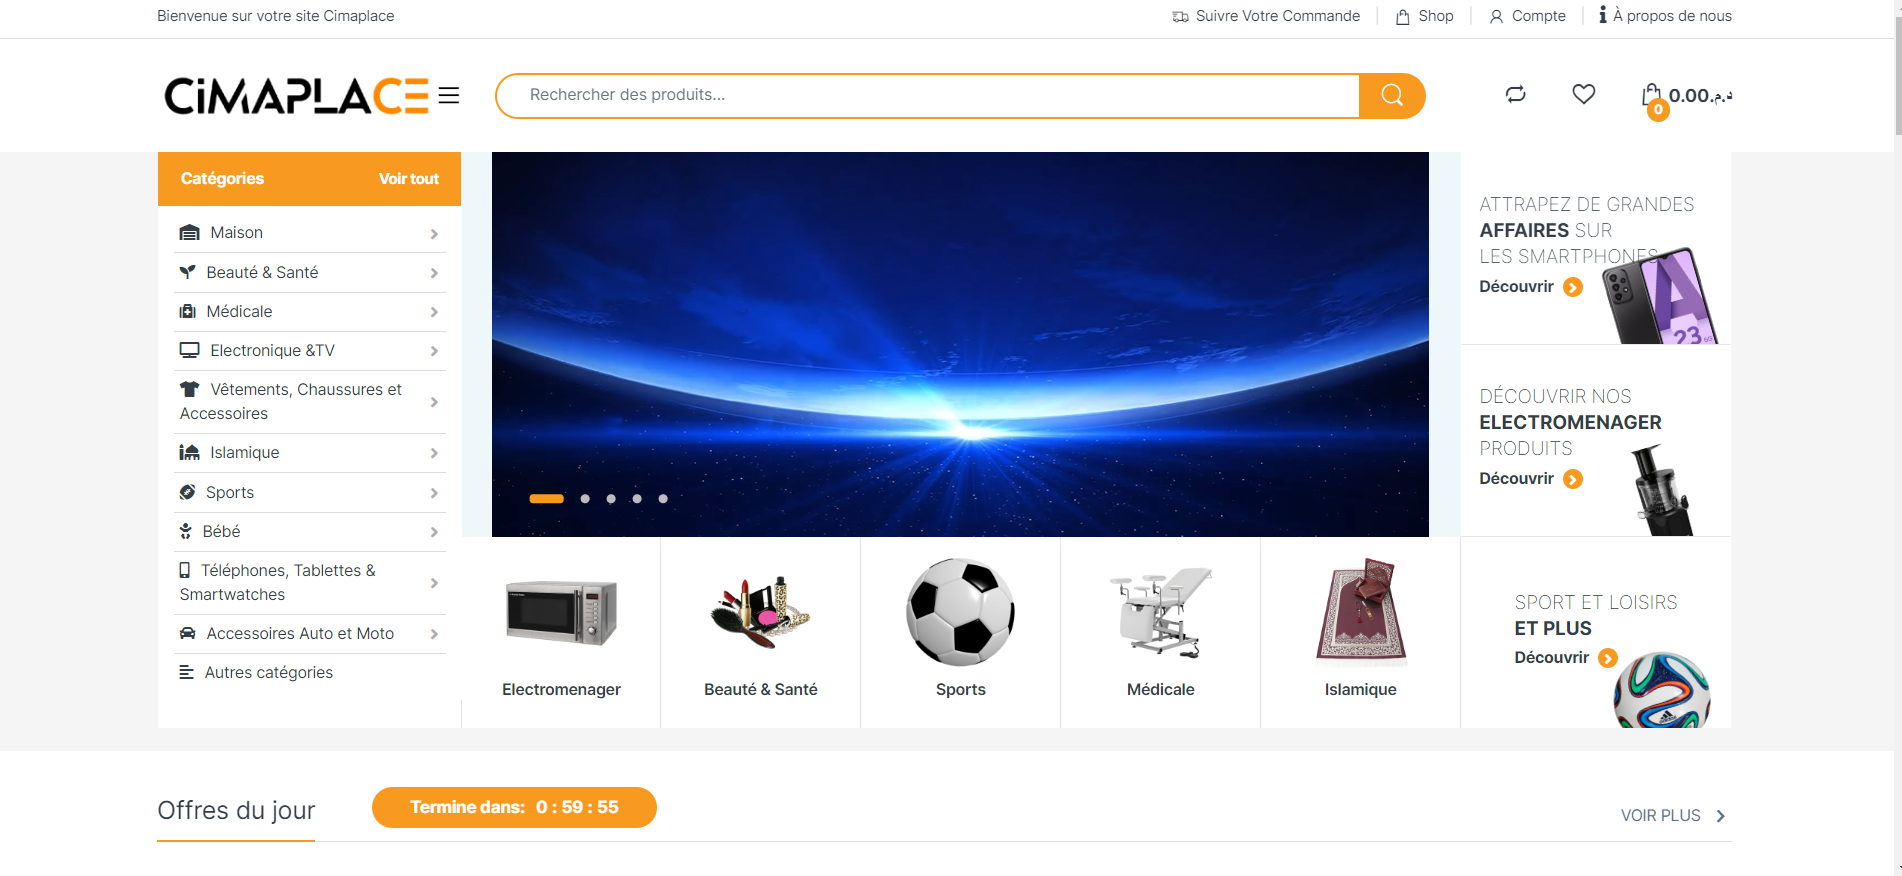 Bienvenue sur votre site Cimaplace
Suivre Votre Commande
Shop
Compte
À propos de nous
CiMAPLACE
Rechercher des produits...
0
0.00د.م.
Catégories
Voir tout
Maison
Beauté & Santé
Médicale
Electronique &TV
Vêtements, Chaussures et
Accessoires
Islamique
Sports
Bébé
Téléphones, Tablettes &
Smartwatches
Accessoires Auto et Moto
Autres catégories
ATTRAPEZ DE GRANDES
AFFAIRES SUR
LES SMARTPHONES
Découvrir
A
23
DÉCOUVRIR NOS
ELECTROMENAGER
PRODUITS
Découvrir
SPORT ET LOISIRS
ET PLUS
Découvrir
adidas
Electromenager
Beauté & Santé
Sports
Médicale
Islamique
Offres du jour
Termine dans: 0 : 59 : 55
VOIR PLUS